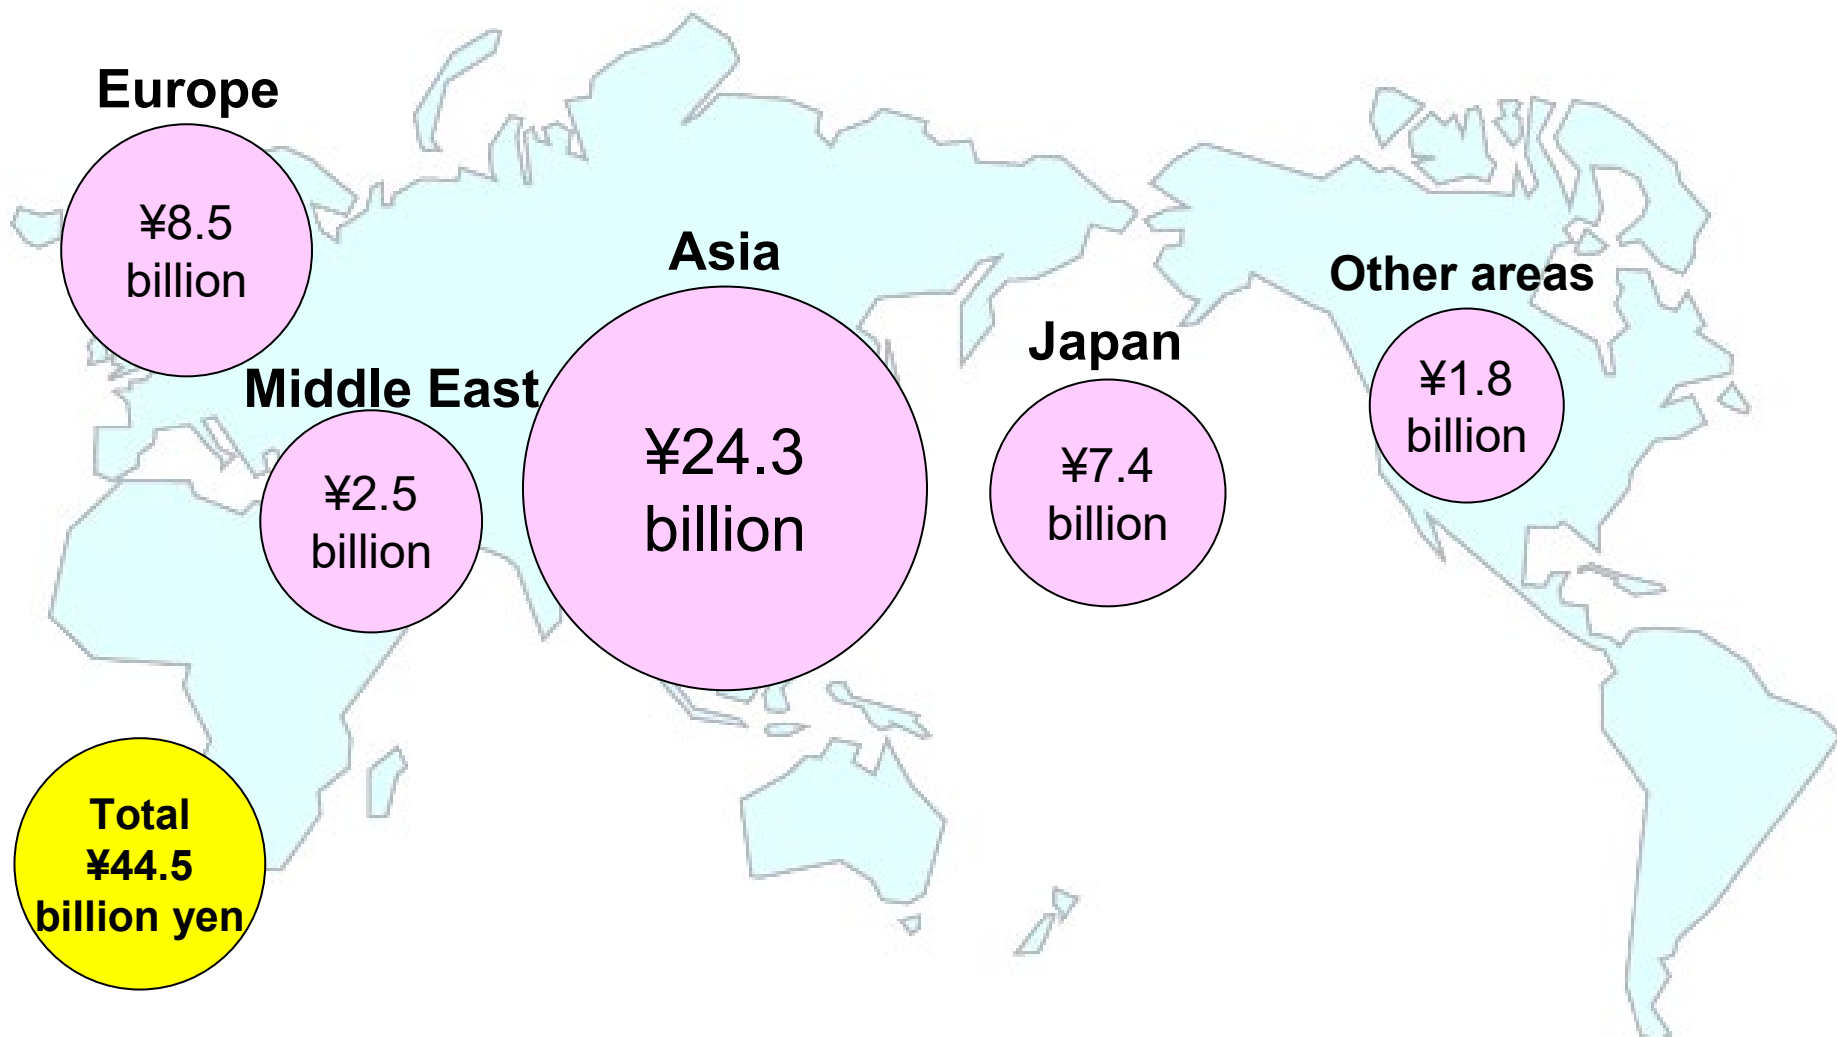 Europe
¥8.5
billion
Middle East
¥2.5
billion
Asia
¥24.3
billion
Japan
¥7.4
billion
Other areas
¥1.8
billion
Total
¥44.5
billion yen